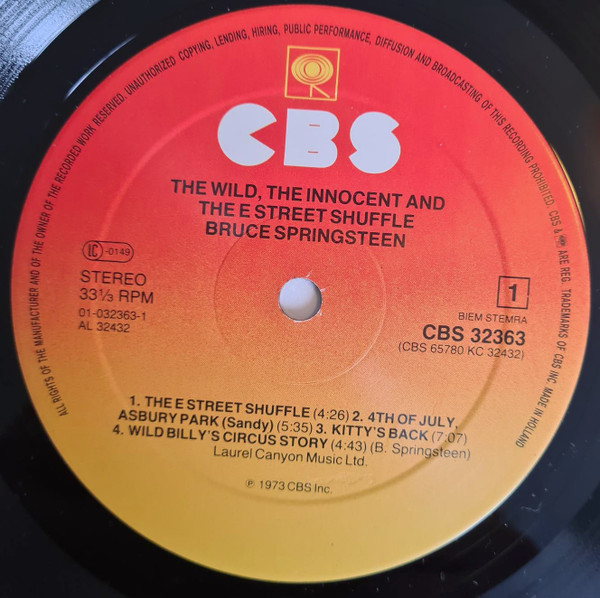 ALL RIGHTS OF THE MANUFACTURER AND OF THE OWNER OF THE RECORDED WORK RESERVED. UNAUTHORIZED COPYING, LENDING, HIRING, PUBLIC PERFORMANCE, DIFFUSION AND BROADCASTING OF THIS RECORDING PROHIBITED. CBS & ARE REG. TRADEMARKS OF CBS INC. MADE IN HOLLAND
CBS
THE WILD, THE INNOCENT AND
THE E STREET SHUFFLE
BRUCE SPRINGSTEEN
LC -0149
STEREO
33⅓ RPM
01-032363-1
AL 32432
1
BIEM STEMRA
CBS 32363
(CBS 65780 KC 32432)
1. THE E STREET SHUFFLE (4:26) 2. 4TH OF JULY,
ASBURY PARK (Sandy) (5:35) 3. KITTY'S BACK (7:07)
4. WILD BILLY'S CIRCUS STORY (4:43) (B. Springsteen)
Laurel Canyon Music Ltd.
℗ 1973 CBS Inc.